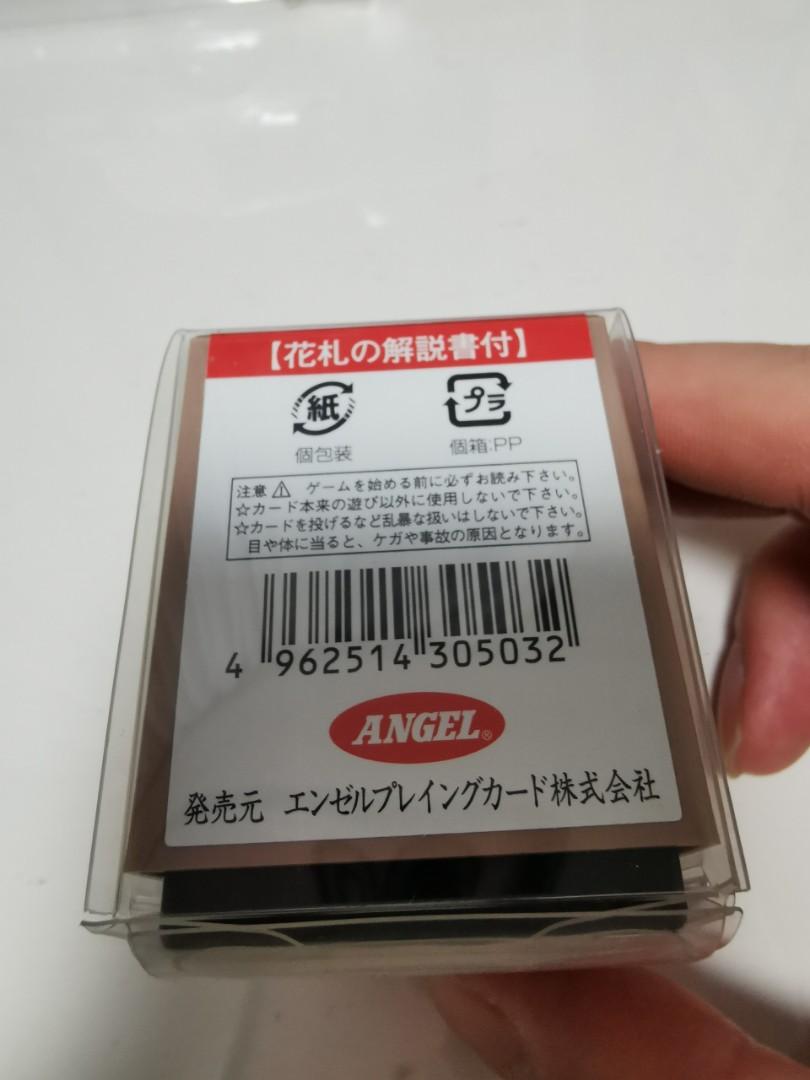 【花札の解説書付】
紙 プラ
個包装 個箱:PP
注意 ⚠ ゲームを始める前に必ずお読み下さい。
☆カード本来の遊び以外に使用しないで下さい。
☆カードを投げるなど乱暴な扱いはしないで下さい。
目や体に当ると、ケガや事故の原因となります。
4 962514 305032
ANGEL®
発売元 エンゼルプレイングカード株式会社